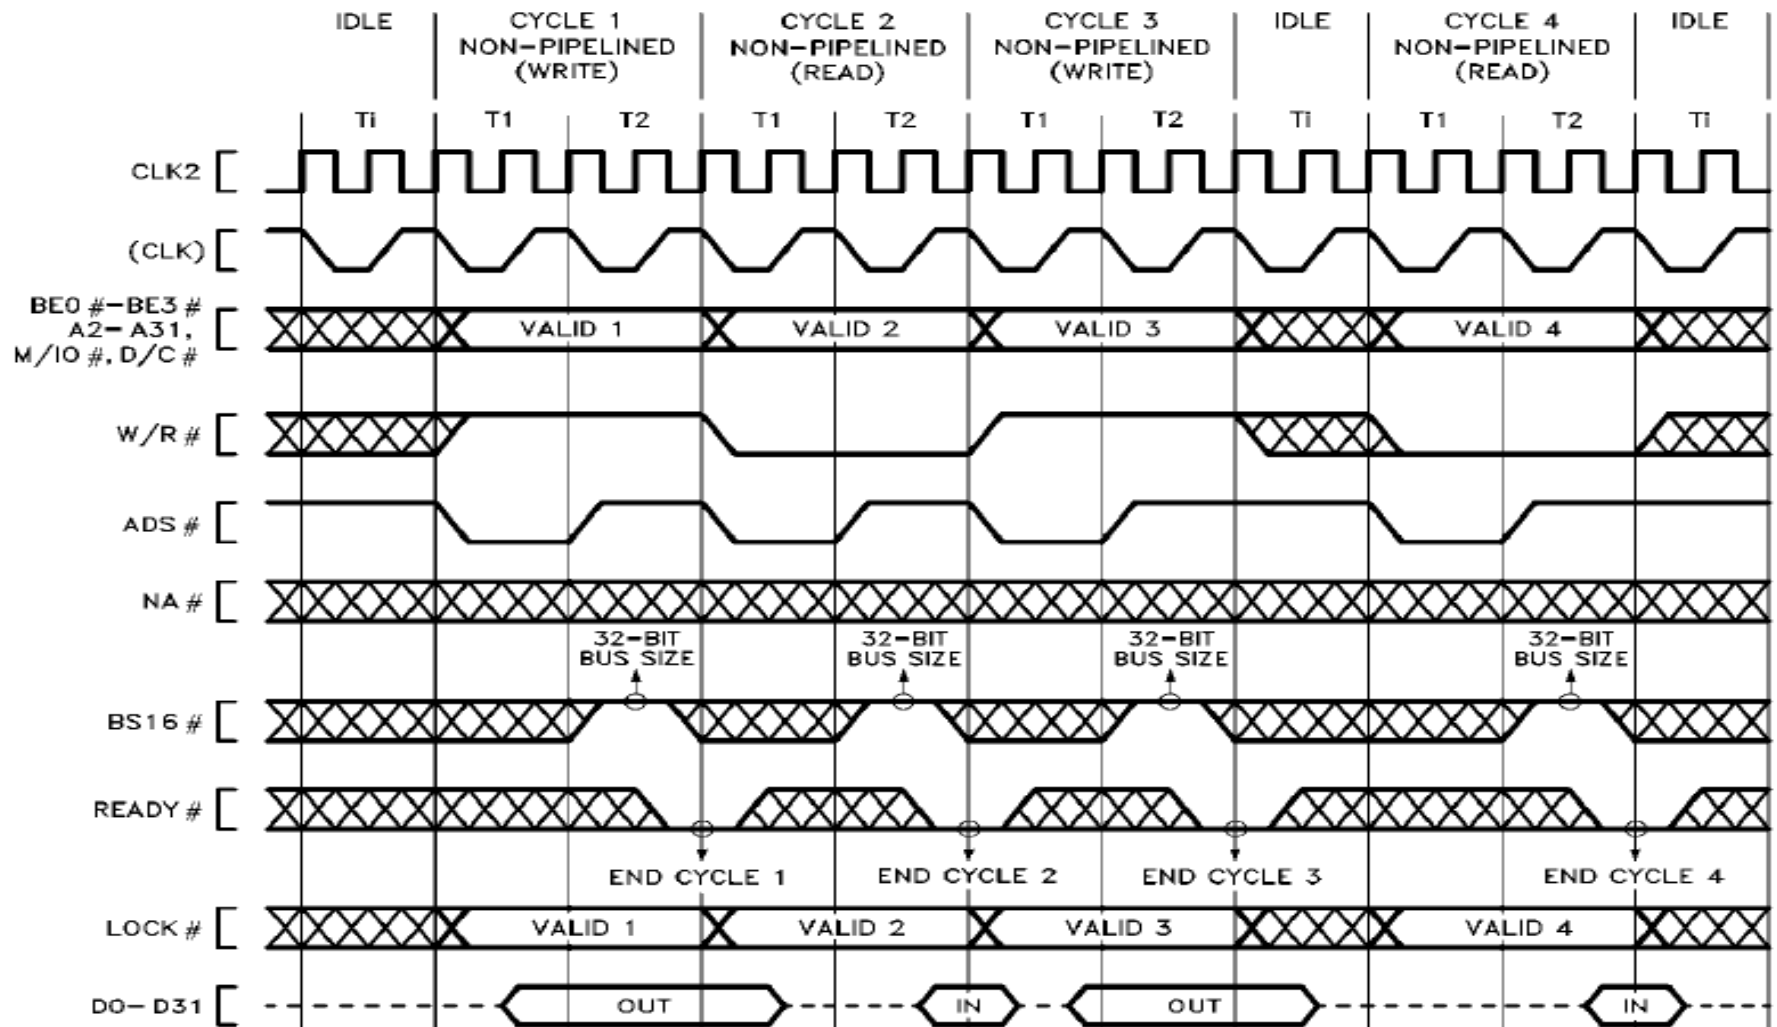 IDLE
CYCLE 1
NON-PIPELINED
(WRITE)
CYCLE 2
NON-PIPELINED
(READ)
CYCLE 3
NON-PIPELINED
(WRITE)
IDLE
CYCLE 4
NON-PIPELINED
(READ)
IDLE
Ti T1 T2 T1 T2 T1 T2 Ti T1 T2 Ti
CLK2
(CLK)
BE0 #-BE3 #
A2-A31,
M/IO #, D/C #
VALID 1 VALID 2 VALID 3 VALID 4
W/R #
ADS #
NA #
32-BIT
BUS SIZE
32-BIT
BUS SIZE
32-BIT
BUS SIZE
32-BIT
BUS SIZE
BS16 #
READY #
END CYCLE 1 END CYCLE 2 END CYCLE 3 END CYCLE 4
LOCK # VALID 1 VALID 2 VALID 3 VALID 4
D0-D31 OUT IN OUT IN